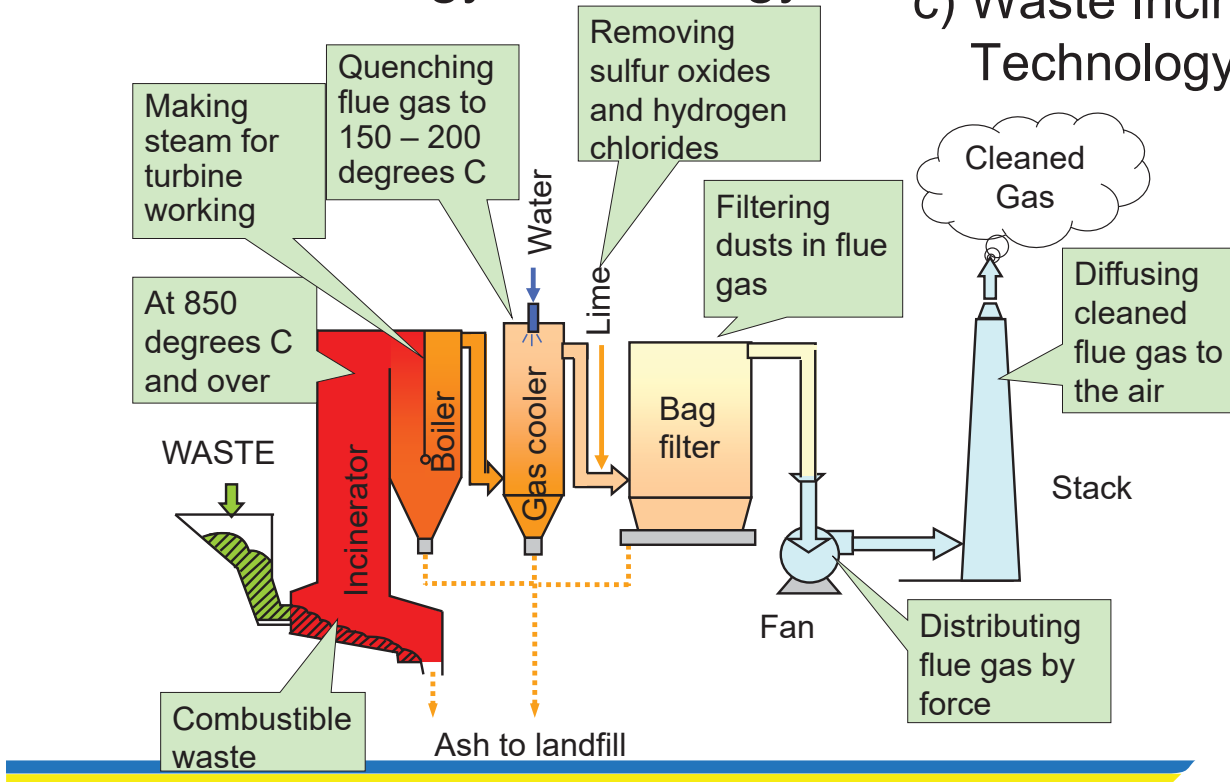 c) Waste Incin
Technology
Making
steam for
turbine
working
Quenching
flue gas to
150 – 200
degrees C
Removing
sulfur oxides
and hydrogen
chlorides
Filtering
dusts in flue
gas
Cleaned
Gas
Diffusing
cleaned
flue gas to
the air
At 850
degrees C
and over
Water
Lime
WASTE
Incinerator
Boiler
Gas cooler
Bag
filter
Stack
Fan
Distributing
flue gas by
force
Combustible
waste
Ash to landfill